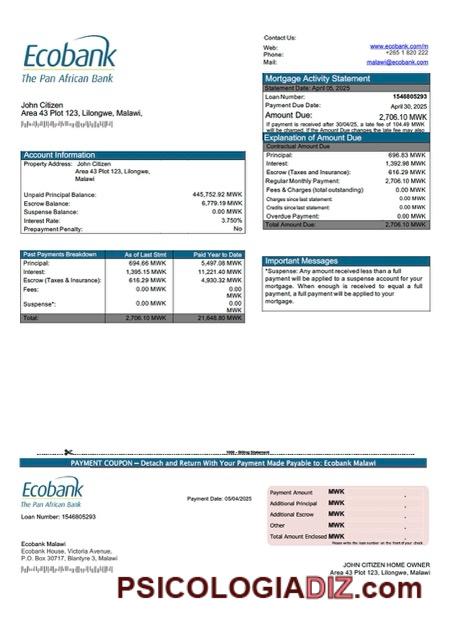 Ecobank
The Pan African Bank
Contact Us:
Web: www.ecobank.com/m
Phone: +265 1 820 222
Mail: malawi@ecobank.com
John Citizen
Area 43 Plot 123, Lilongwe, Malawi,
Mortgage Activity Statement
Statement Date: April 05, 2025
Loan Number: 1546805293
Payment Due Date: April 30, 2025
Amount Due: 2,706.10 MWK
If payment is received after 30/04/25, a late fee of 104.49 MWK
will be charged. If the Amount Due changes, the late fee may also
Explanation of Amount Due
Contractual Amount Due
Principal: 696.83 MWK
Interest: 1,392.98 MWK
Escrow (Taxes and Insurance): 616.29 MWK
Regular Monthly Payment: 2,706.10 MWK
Fees & Charges (total outstanding) 0.00 MWK
Charges since last statement: 0.00 MWK
Credits since last statement: 0.00 MWK
Overdue Payment: 0.00 MWK
Total Amount Due: 2,706.10 MWK
Account Information
Property Address: John Citizen
Area 43 Plot 123, Lilongwe,
Malawi
Unpaid Principal Balance: 445,752.92 MWK
Escrow Balance: 6,779.19 MWK
Suspense Balance: 0.00 MWK
Interest Rate: 3.750%
Prepayment Penalty: No
Past Payments Breakdown As of Last Stmt Paid Year to Date
Principal: 694.66 MWK 5,497.08 MWK
Interest: 1,395.15 MWK 11,221.40 MWK
Escrow (Taxes & Insurance): 616.29 MWK 4,930.32 MWK
Fees: 0.00 MWK 0.00
MWK
Suspense*: 0.00 MWK 0.00
MWK
Total: 2,706.10 MWK 21,648.80 MWK
Important Messages
*Suspense: Any amount received less than a full
payment will be applied to a suspense account for your
mortgage. When enough is received to equal a full
payment, a full payment will be applied to your
mortgage.
Billing Statement
PAYMENT COUPON – Detach and Return With Your Payment Made Payable to: Ecobank Malawi
Ecobank
The Pan African Bank
Loan Number: 1546805293
Payment Date: 05/04/2025
Payment Amount MWK .
Additional Principal MWK .
Additional Escrow MWK .
Other MWK .
Total Amount Enclosed MWK .
Please write the loan number on the front of your check.
Ecobank Malawi
Ecobank House, Victoria Avenue,
P.O. Box 30717, Blantyre 3, Malawi
JOHN CITIZEN HOME OWNER
Area 43 Plot 123, Lilongwe, Malawi,
PSICOLOGIADIZ.com